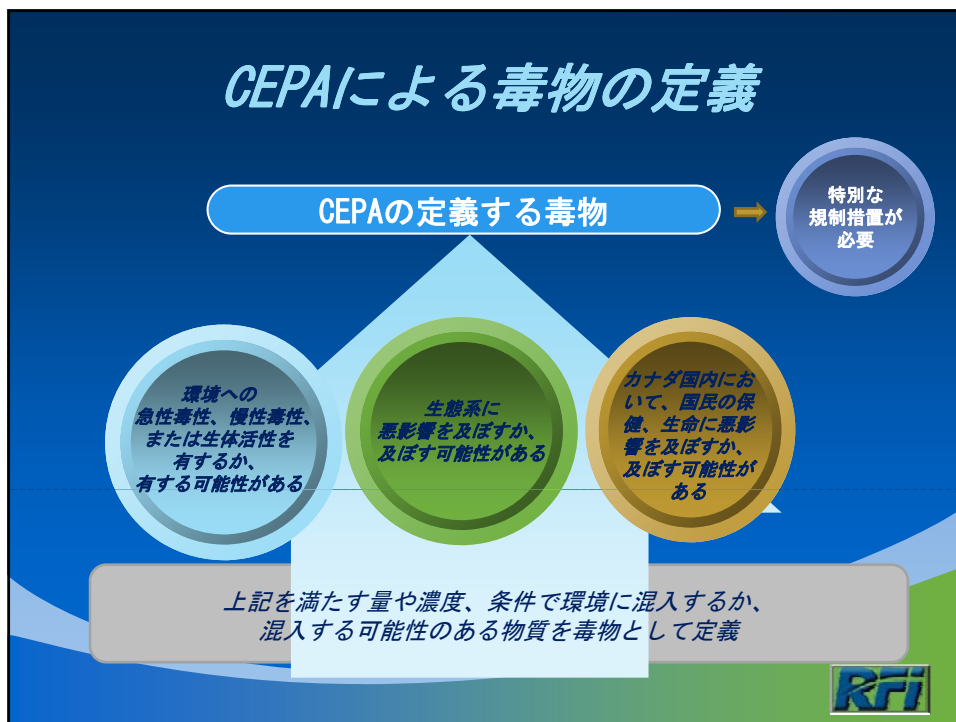 CEPAによる毒物の定義
CEPAの定義する毒物
特別な
規制措置が
必要
環境への
急性毒性、慢性毒性、
または生体活性を
有するか、
有する可能性がある
生態系に
悪影響を及ぼすか、
及ぼす可能性がある
カナダ国内にお
いて、国民の保
健、生命に悪影
響を及ぼすか、
及ぼす可能性が
ある
上記を満たす量や濃度、条件で環境に混入するか、
混入する可能性のある物質を毒物として定義
RFi